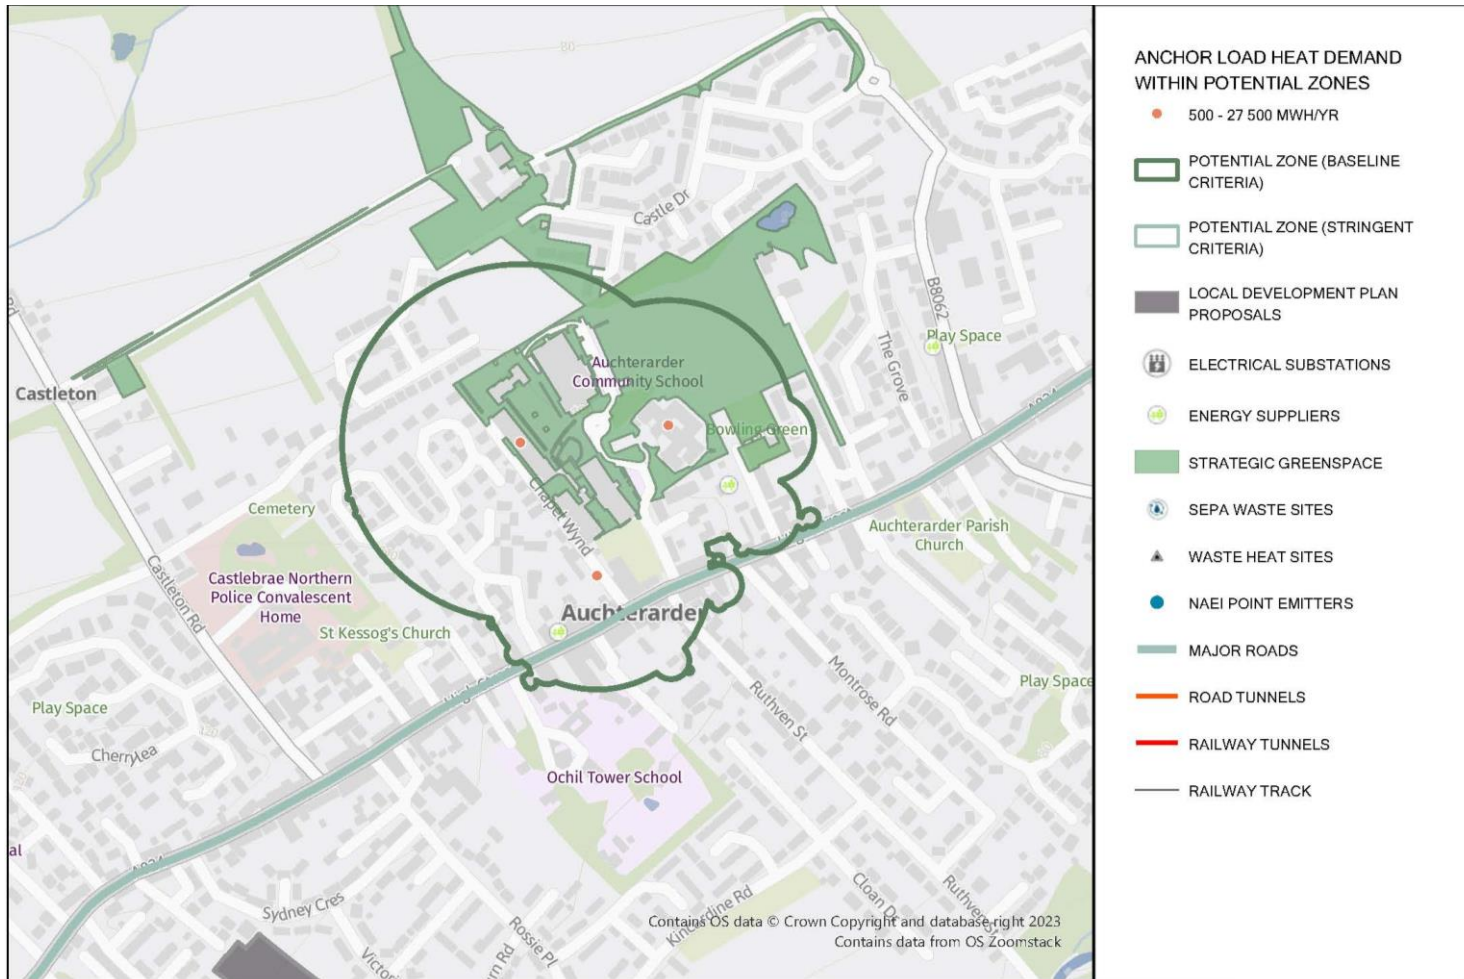 ANCHOR LOAD HEAT DEMAND
WITHIN POTENTIAL ZONES
500 - 27 500 MWH/YR
POTENTIAL ZONE (BASELINE
CRITERIA)
POTENTIAL ZONE (STRINGENT
CRITERIA)
LOCAL DEVELOPMENT PLAN
PROPOSALS
ELECTRICAL SUBSTATIONS
ENERGY SUPPLIERS
STRATEGIC GREENSPACE
SEPA WASTE SITES
WASTE HEAT SITES
NAEI POINT EMITTERS
MAJOR ROADS
ROAD TUNNELS
RAILWAY TUNNELS
RAILWAY TRACK
Castle Dr
B8062
Play Space
The Grove
Auchterarder
Community School
Castleton
Bowling Green
Cemetery
Chapel Wynd
Auchterarder Parish
Church
Castleton Rd
Castlebrae Northern
Police Convalescent
Home
St Kessog's Church
Auchterarder
Play Space
Cherrylea
Ruthven St
Montrose Rd
Play Space
Ochil Tower School
Sydney Cres
Rossie Pl
Kincardine Rd
Cloan
Ruthven St
Contains OS data © Crown Copyright and database right 2023
Contains data from OS Zoomstack